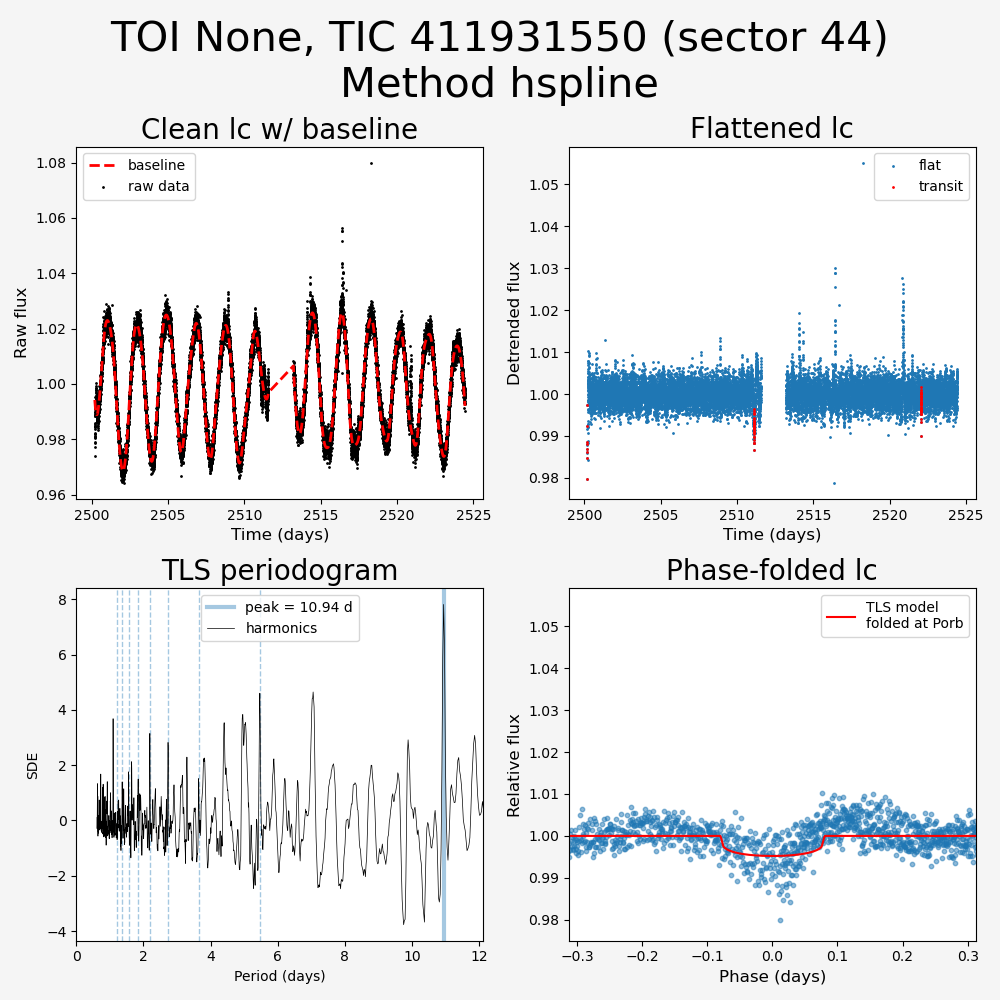 TOI None, TIC 411931550 (sector 44)
Method hspline
Clean lc w/ baseline
baseline
raw data
1.08
1.06
1.04
1.02
1.00
0.98
0.96
Raw flux
2500
2505
2510
2515
2520
2525
Time (days)
Flattened lc
flat
transit
1.05
1.04
1.03
1.02
1.01
1.00
0.99
0.98
Detrended flux
2500
2505
2510
2515
2520
2525
Time (days)
TLS periodogram
peak = 10.94 d
harmonics
8
6
4
2
0
−2
−4
SDE
0
2
4
6
8
10
12
Period (days)
Phase-folded lc
TLS model
folded at Porb
1.05
1.04
1.03
1.02
1.01
1.00
0.99
0.98
Relative flux
−0.3
−0.2
−0.1
0.0
0.1
0.2
0.3
Phase (days)